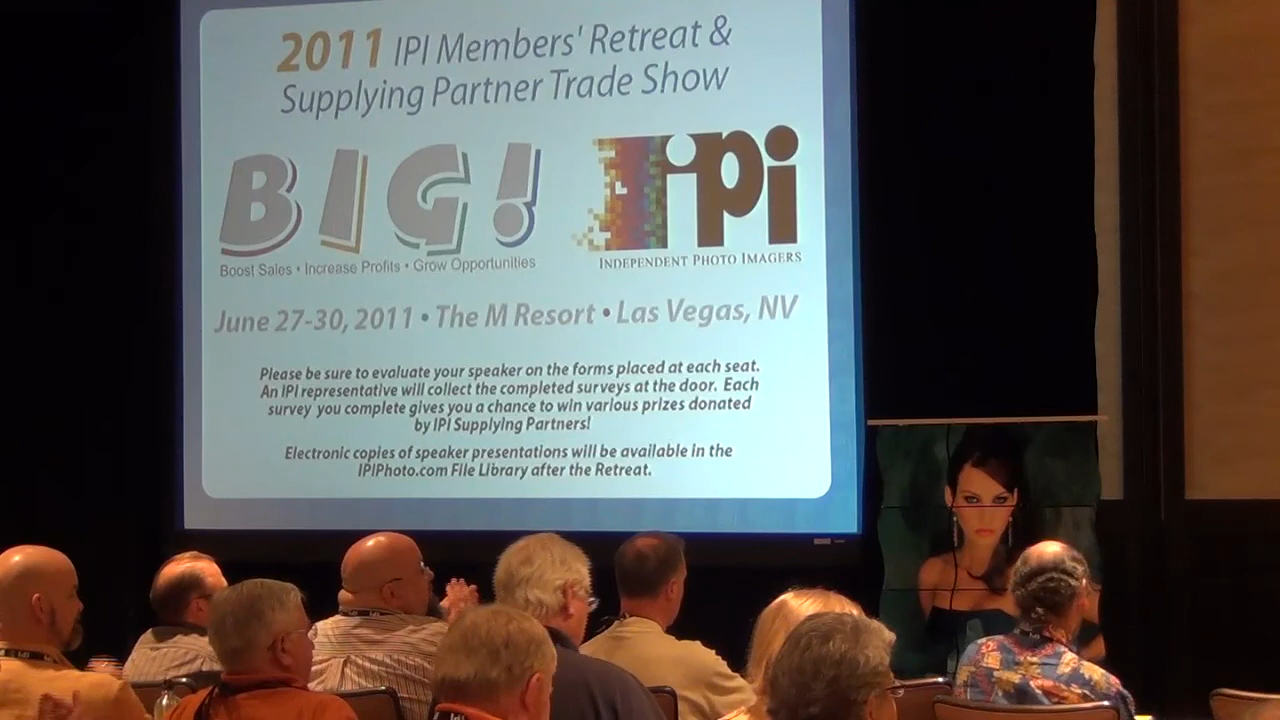 2011 IPI Members' Retreat &
Supplying Partner Trade Show
BIG!
Boost Sales • Increase Profits • Grow Opportunities
ipi
INDEPENDENT PHOTO IMAGERS
June 27-30, 2011 • The M Resort • Las Vegas, NV
Please be sure to evaluate your speaker on the forms placed at each seat.
An IPI representative will collect the completed surveys at the door. Each
survey you complete gives you a chance to win various prizes donated
by IPI Supplying Partners!
Electronic copies of speaker presentations will be available in the
IPIPhoto.com File Library after the Retreat.